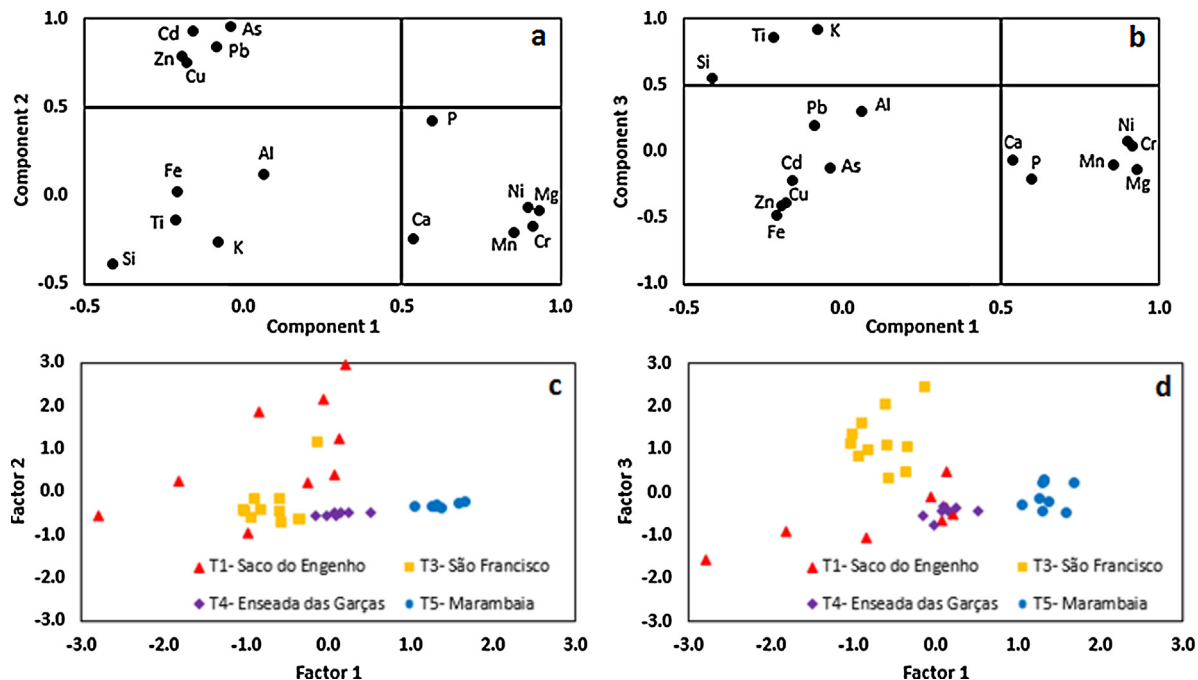 a
Component 2
1.0
0.5
0.0
-0.5
Cd
As
Zn
Pb
Cu
P
Fe
Al
Ti
Si
K
Ca
Ni
Mg
Mn
Cr
-0.5 0.0 0.5 1.0
Component 1
b
Component 3
1.0
0.5
0.0
-0.5
-1.0
Ti
K
Si
Pb
Al
Cd
As
Zn
Cu
Fe
Ca
P
Ni
Cr
Mn
Mg
-0.5 0.0 0.5 1.0
Component 1
c
Factor 2
3.0
2.0
1.0
0.0
-1.0
-2.0
-3.0
T1- Saco do Engenho
T3- São Francisco
T4- Enseada das Garças
T5- Marambaia
-3.0 -2.0 -1.0 0.0 1.0 2.0 3.0
Factor 1
d
Factor 3
3.0
2.0
1.0
0.0
-1.0
-2.0
-3.0
T1- Saco do Engenho
T3- São Francisco
T4- Enseada das Garças
T5- Marambaia
-3.0 -2.0 -1.0 0.0 1.0 2.0 3.0
Factor 1